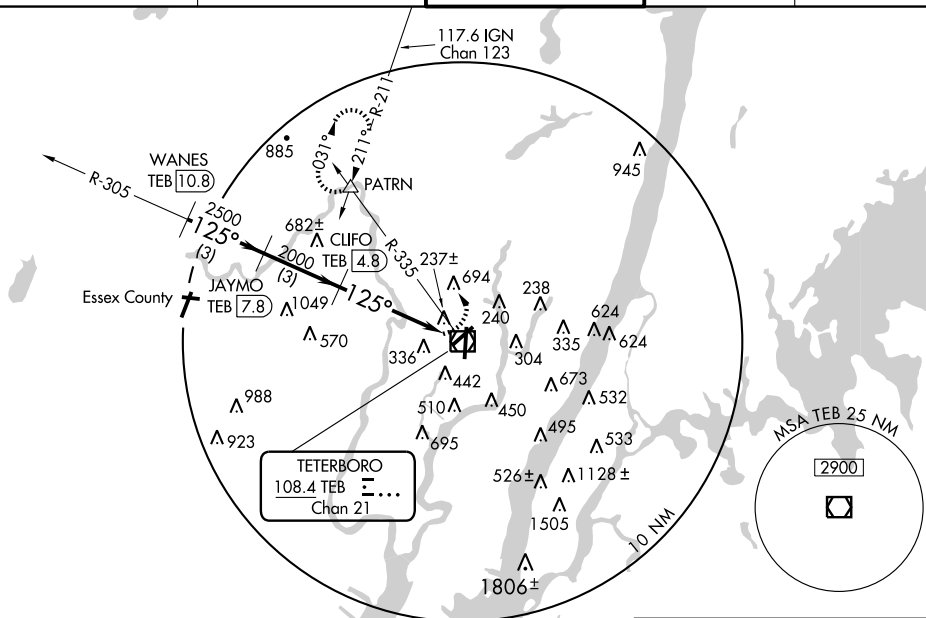 117.6 IGN
Chan 123
R-211
031°
211°
885
PATRN
945
WANES
TEB 10.8
R-305
2500
125°
(3)
682±
CLIFO
TEB 4.8
R-335
2000
(3)
JAYMO
TEB 7.8
Essex County
125°
237±
694
240
238
1049
570
336
304
335
624
624
442
673
532
988
510
450
923
695
495
533
TETERBORO
108.4 TEB
Chan 21
526±
1128±
1505
1806±
10 NM
MSA TEB 25 NM
2900